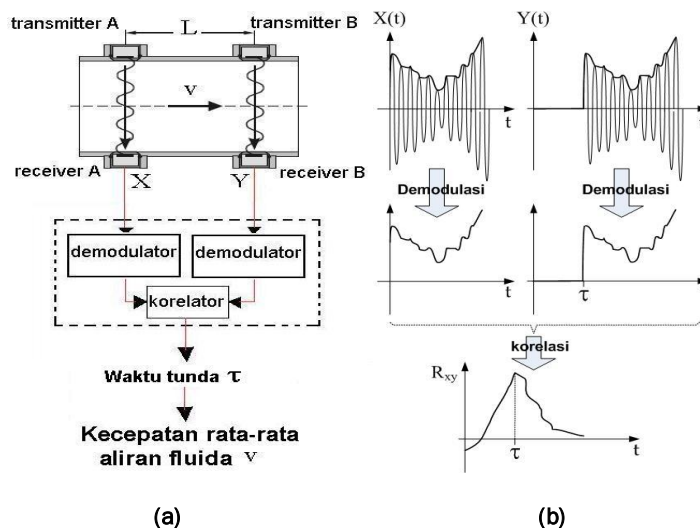 transmitter A
L
transmitter B
v
receiver A
X
Y
receiver B
demodulator
demodulator
korelator
Waktu tunda τ
Kecepatan rata-rata
aliran fluida v
(a)
X(t)
Y(t)
t
t
Demodulasi
Demodulasi
t
τ
t
korelasi
Rxy
τ
t
(b)